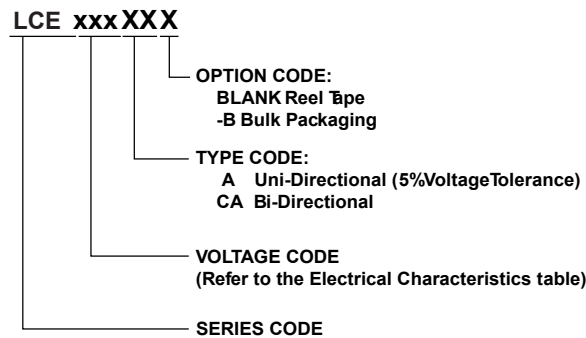 LCE xxx XX X
OPTION CODE:
BLANK Reel Tape
-B Bulk Packaging
TYPE CODE:
A Uni-Directional (5%VoltageTolerance)
CA Bi-Directional
VOLTAGE CODE
(Refer to the Electrical Characteristics table)
SERIES CODE